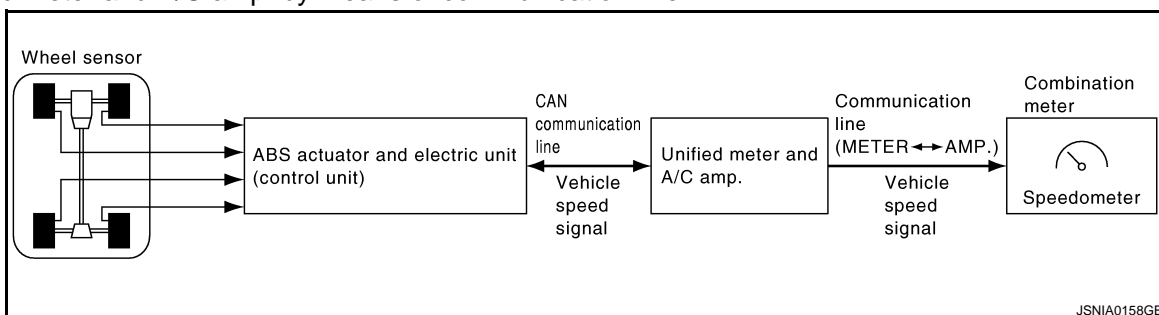 Wheel sensor
ABS actuator and electric unit
(control unit)
CAN
communication
line
Vehicle
speed
signal
Unified meter and
A/C amp.
Communication
line
(METER↔AMP.)
Vehicle
speed
signal
Combination
meter
Speedometer